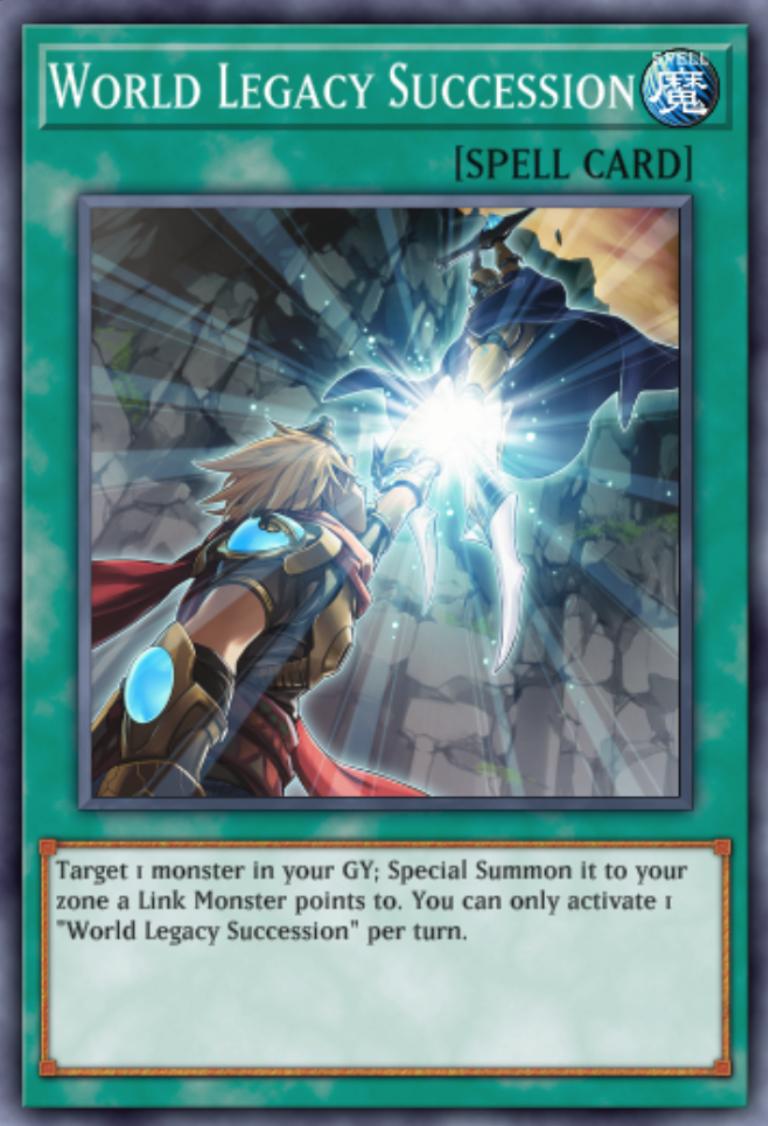 World Legacy Succession
SPELL
魔
[SPELL CARD]
Target 1 monster in your GY; Special Summon it to your
zone a Link Monster points to. You can only activate 1
"World Legacy Succession" per turn.